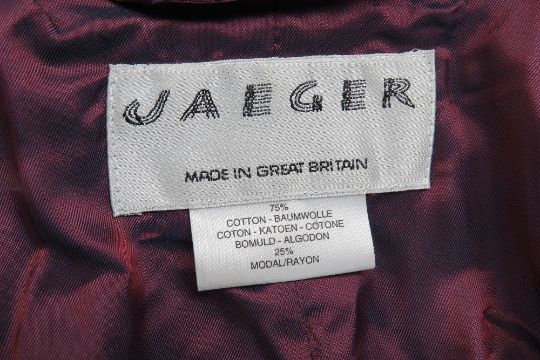 JAEGER
MADE IN GREAT BRITAIN
75%
COTTON - BAUMWOLLE
COTON - KATOEN - COTONE
BOMULD - ALGODON
25%
MODAL/RAYON